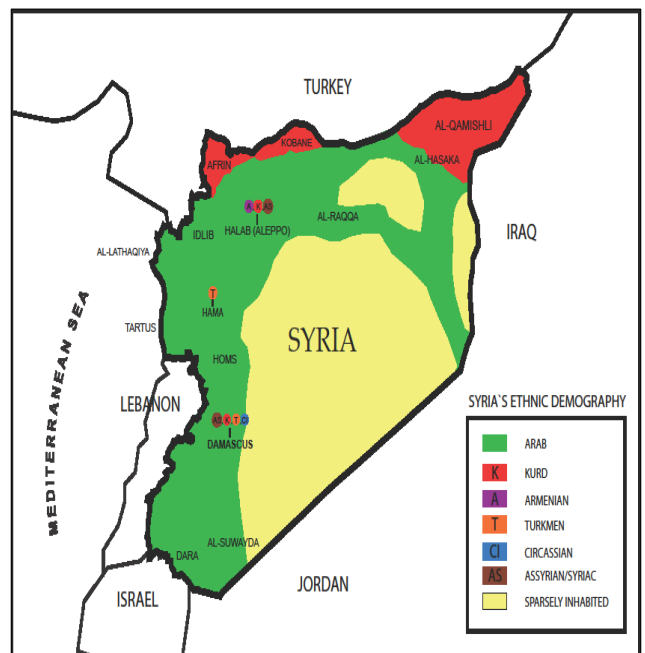 TURKEY
AL-QAMISHLI
KOBANE
AL-HASAKA
AFRIN
A K AS
AL-RAQQA
HALAB (ALEPPO)
IDLIB
IRAQ
AL-LATHAQIYA
T
HAMA
MEDITERRANEAN SEA
TARTUS
SYRIA
HOMS
LEBANON
AS K T CI
DAMASCUS
AL-SUWAYDA
DARA
JORDAN
ISRAEL
SYRIA`S ETHNIC DEMOGRAPHY
ARAB
K KURD
A ARMENIAN
T TURKMEN
CI CIRCASSIAN
AS ASSYRIAN/SYRIAC
SPARSELY INHABITED